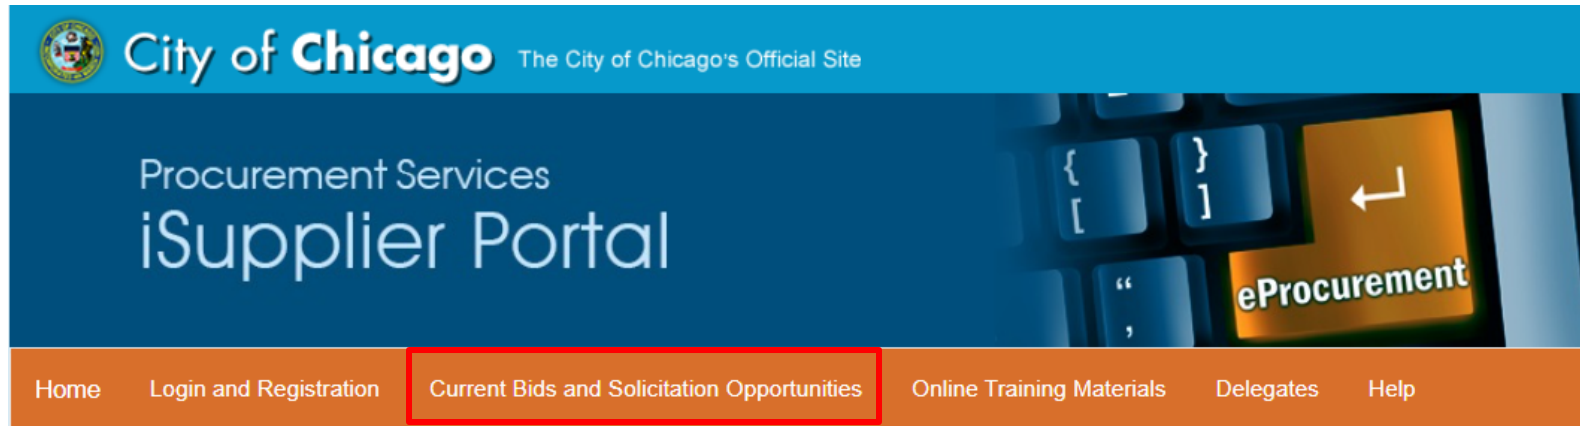 City of Chicago The City of Chicago's Official Site
Procurement Services
iSupplier Portal
{
[
}
]
“
,
eProcurement
Home Login and Registration Current Bids and Solicitation Opportunities Online Training Materials Delegates Help